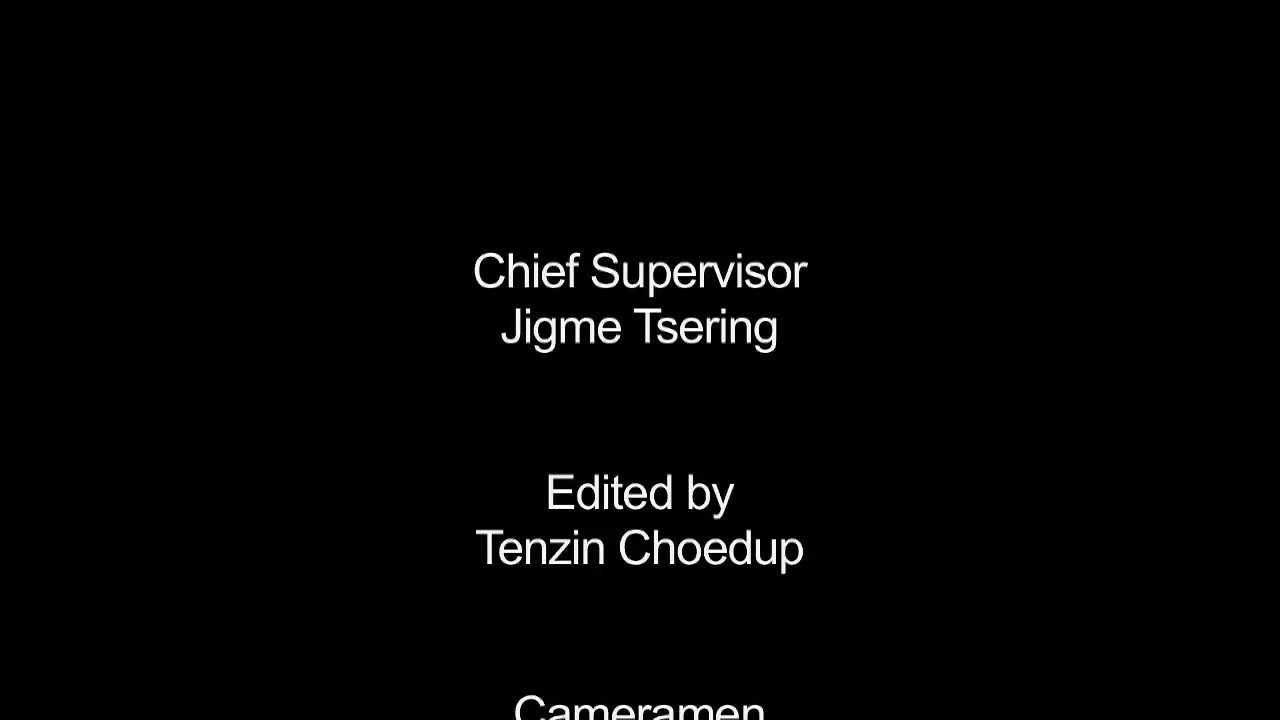 Chief Supervisor
Jigme Tsering
Edited by
Tenzin Choedup
Cameramen